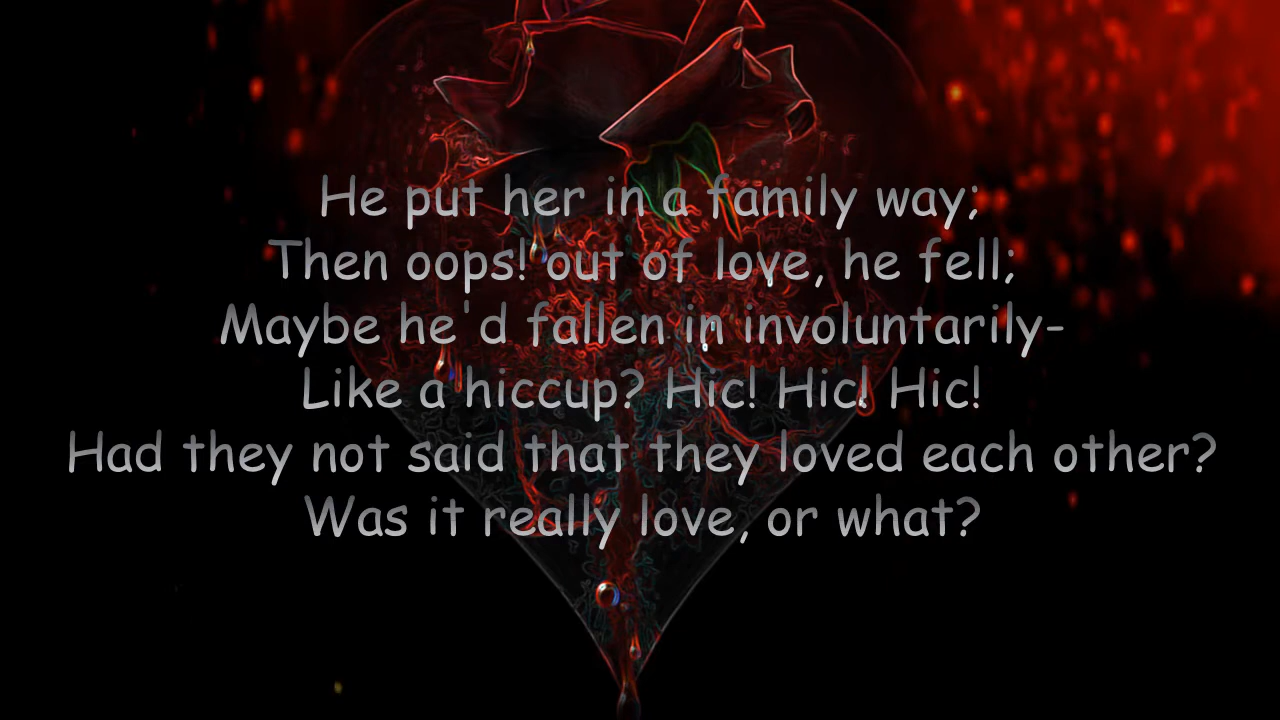 He put her in a family way;
Then oops! out of love, he fell;
Maybe he'd fallen in involuntarily-
Like a hiccup? Hic! Hic! Hic!
Had they not said that they loved each other?
Was it really love, or what?